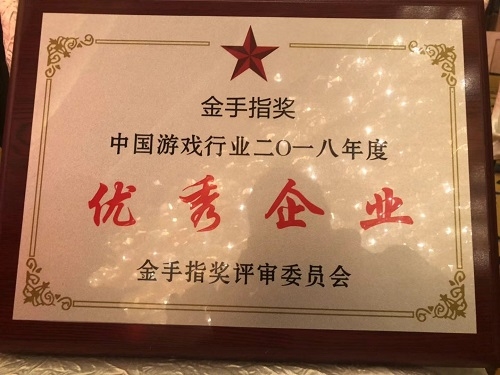 金手指奖
中国游戏行业二〇一八年度
优秀企业
金手指奖评审委员会